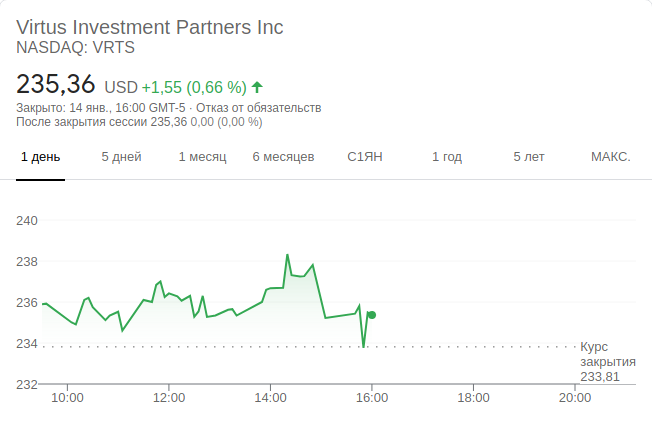 Virtus Investment Partners Inc
NASDAQ: VRTS
235,36 USD +1,55 (0,66 %)
Закрыто: 14 янв., 16:00 GMT-5 · Отказ от обязательств
После закрытия сессии 235,36 0,00 (0,00 %)
1 день 5 дней 1 месяц 6 месяцев С1ЯН 1 год 5 лет МАКС.
240
238
236
234
232
Курс
закрытия
233,81
10:00 12:00 14:00 16:00 18:00 20:00